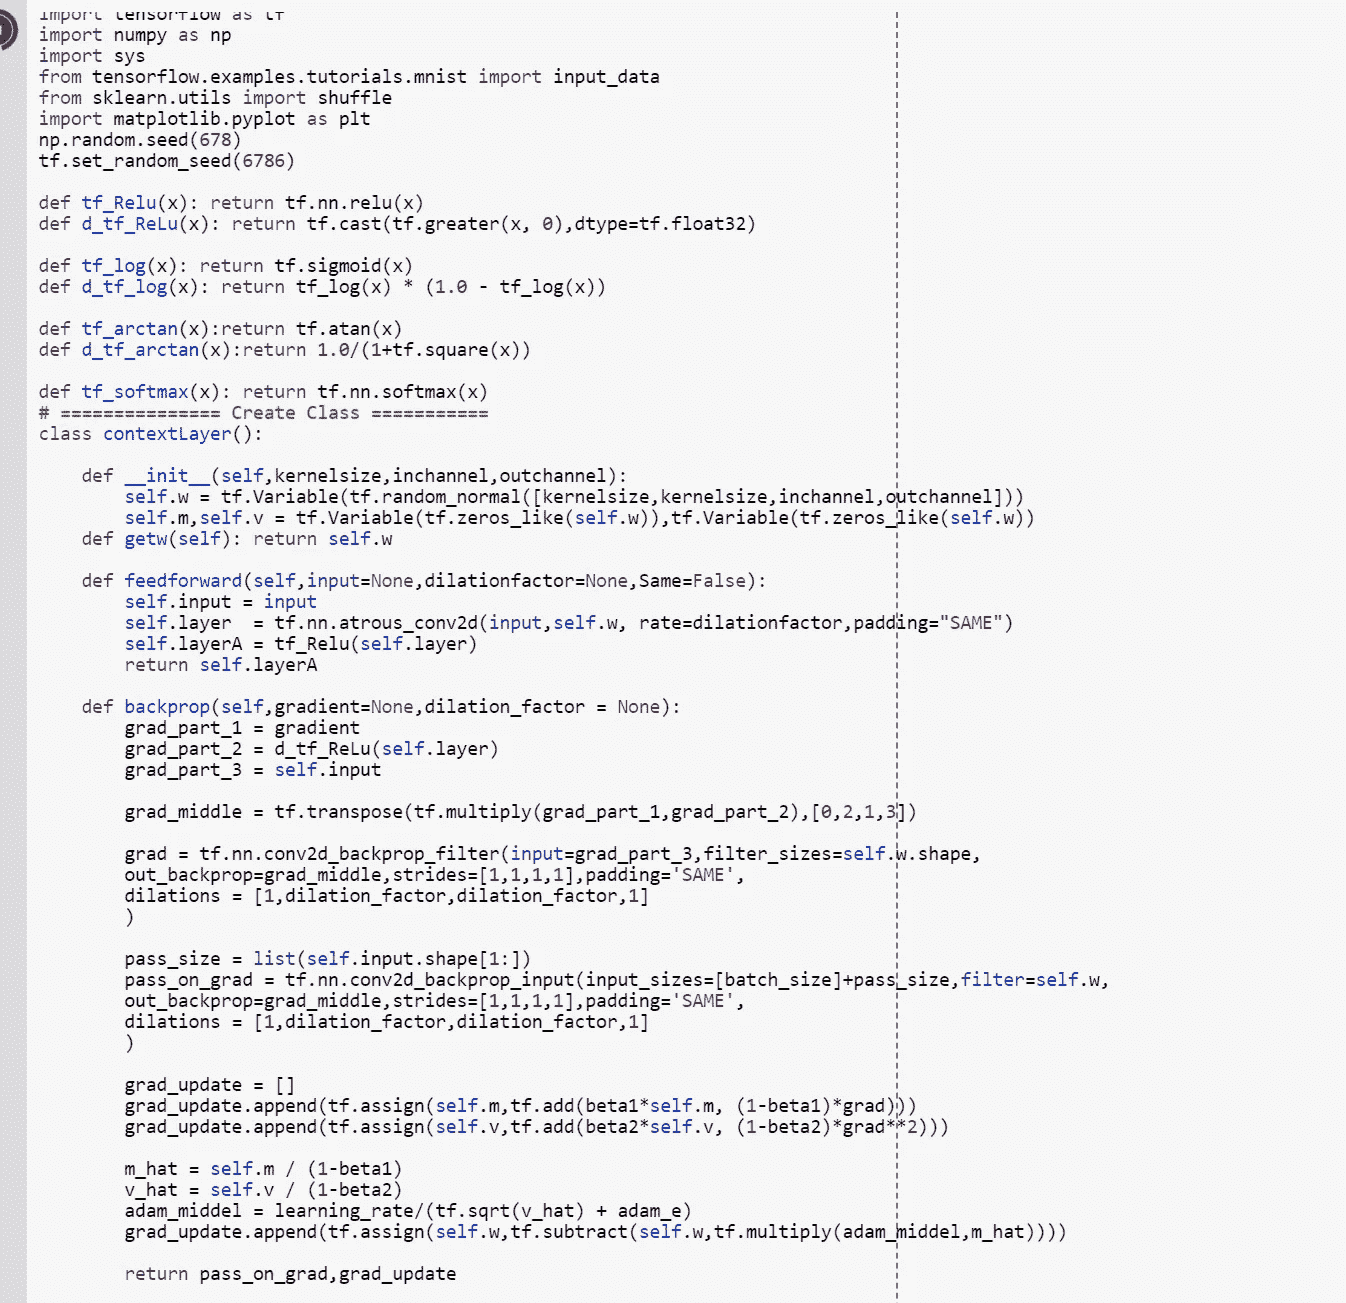 import tensorflow as tf
import numpy as np
import sys
from tensorflow.examples.tutorials.mnist import input_data
from sklearn.utils import shuffle
import matplotlib.pyplot as plt
np.random.seed(678)
tf.set_random_seed(6786)
def tf_Relu(x): return tf.nn.relu(x)
def d_tf_ReLu(x): return tf.cast(tf.greater(x, 0),dtype=tf.float32)
def tf_log(x): return tf.sigmoid(x)
def d_tf_log(x): return tf_log(x) * (1.0 - tf_log(x))
def tf_arctan(x):return tf.atan(x)
def d_tf_arctan(x):return 1.0/(1+tf.square(x))
def tf_softmax(x): return tf.nn.softmax(x)
# =============== Create Class ===========
class contextLayer():
    def __init__(self,kernelsize,inchannel,outchannel):
        self.w = tf.Variable(tf.random_normal([kernelsize,kernelsize,inchannel,outchannel]))
        self.m,self.v = tf.Variable(tf.zeros_like(self.w)),tf.Variable(tf.zeros_like(self.w))
    def getw(self): return self.w
    def feedforward(self,input=None,dilationfactor=None,Same=False):
        self.input = input
        self.layer  = tf.nn.atrous_conv2d(input,self.w, rate=dilationfactor,padding="SAME")
        self.layerA = tf_Relu(self.layer)
        return self.layerA
    def backprop(self,gradient=None,dilation_factor = None):
        grad_part_1 = gradient
        grad_part_2 = d_tf_ReLu(self.layer)
        grad_part_3 = self.input
        grad_middle = tf.transpose(tf.multiply(grad_part_1,grad_part_2),[0,2,1,3])
        grad = tf.nn.conv2d_backprop_filter(input=grad_part_3,filter_sizes=self.w.shape,
        out_backprop=grad_middle,strides=[1,1,1,1],padding='SAME',
        dilations = [1,dilation_factor,dilation_factor,1]
        )
        pass_size = list(self.input.shape[1:])
        pass_on_grad = tf.nn.conv2d_backprop_input(input_sizes=[batch_size]+pass_size,filter=self.w,
        out_backprop=grad_middle,strides=[1,1,1,1],padding='SAME',
        dilations = [1,dilation_factor,dilation_factor,1]
        )
        grad_update = []
        grad_update.append(tf.assign(self.m,tf.add(beta1*self.m, (1-beta1)*grad)))
        grad_update.append(tf.assign(self.v,tf.add(beta2*self.v, (1-beta2)*grad**2)))
        m_hat = self.m / (1-beta1)
        v_hat = self.v / (1-beta2)
        adam_middel = learning_rate/(tf.sqrt(v_hat) + adam_e)
        grad_update.append(tf.assign(self.w,tf.subtract(self.w,tf.multiply(adam_middel,m_hat))))
        return pass_on_grad,grad_update